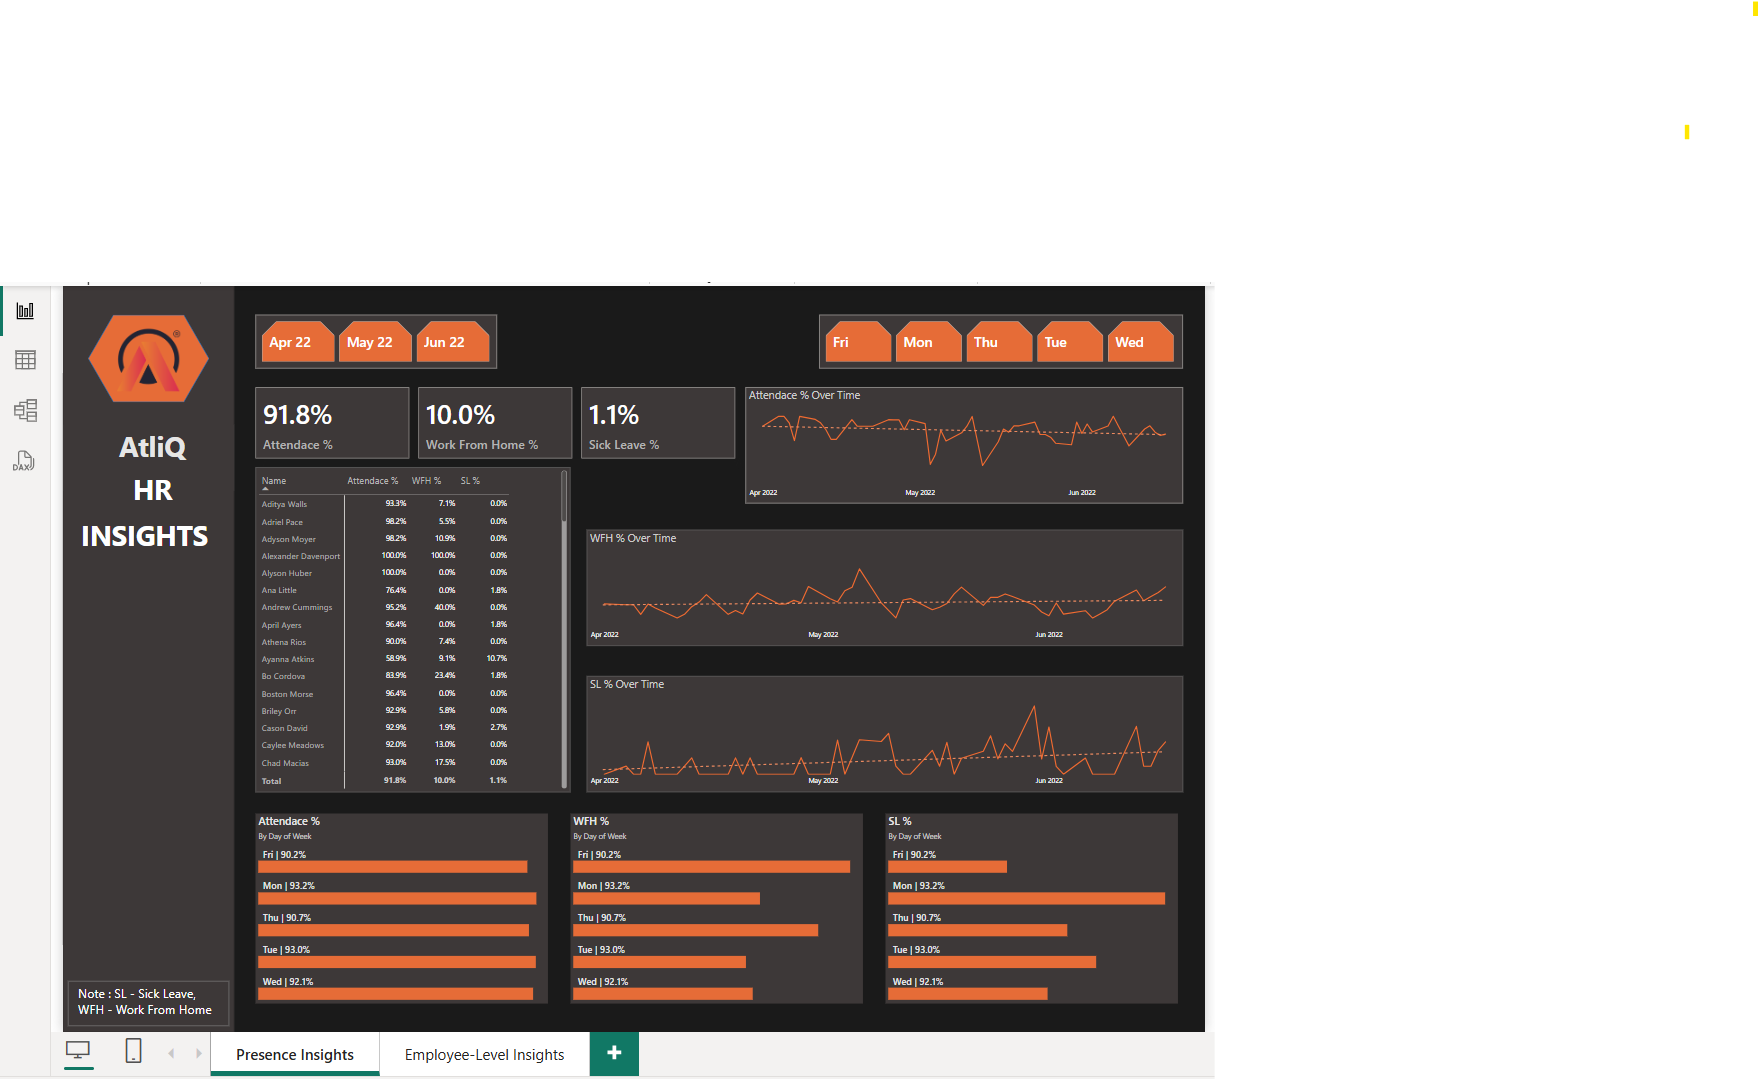 AtliQ
HR
INSIGHTS
Note : SL - Sick Leave,
WFH - Work From Home
Apr 22 May 22 Jun 22
Fri Mon Thu Tue Wed
91.8%
Attendace %
10.0%
Work From Home %
1.1%
Sick Leave %
Attendace % Over Time
Apr 2022 May 2022 Jun 2022
Name Attendace % WFH % SL %
Aditya Walls 93.3% 7.1% 0.0%
Adriel Pace 98.2% 5.5% 0.0%
Adyson Moyer 98.2% 10.9% 0.0%
Alexander Davenport 100.0% 100.0% 0.0%
Alyson Huber 100.0% 0.0% 0.0%
Ana Little 76.4% 0.0% 1.8%
Andrew Cummings 95.2% 40.0% 0.0%
April Ayers 96.4% 0.0% 1.8%
Athena Rios 90.0% 7.4% 0.0%
Ayanna Atkins 58.9% 9.1% 10.7%
Bo Cordova 83.9% 23.4% 1.8%
Boston Morse 96.4% 0.0% 0.0%
Briley Orr 92.9% 5.8% 0.0%
Cason David 92.9% 1.9% 2.7%
Caylee Meadows 92.0% 13.0% 0.0%
Chad Macias 93.0% 17.5% 0.0%
Total 91.8% 10.0% 1.1%
WFH % Over Time
Apr 2022 May 2022 Jun 2022
SL % Over Time
Apr 2022 May 2022 Jun 2022
Attendace %
By Day of Week
Fri | 90.2%
Mon | 93.2%
Thu | 90.7%
Tue | 93.0%
Wed | 92.1%
WFH %
By Day of Week
Fri | 90.2%
Mon | 93.2%
Thu | 90.7%
Tue | 93.0%
Wed | 92.1%
SL %
By Day of Week
Fri | 90.2%
Mon | 93.2%
Thu | 90.7%
Tue | 93.0%
Wed | 92.1%
DAX
Presence Insights Employee-Level Insights +